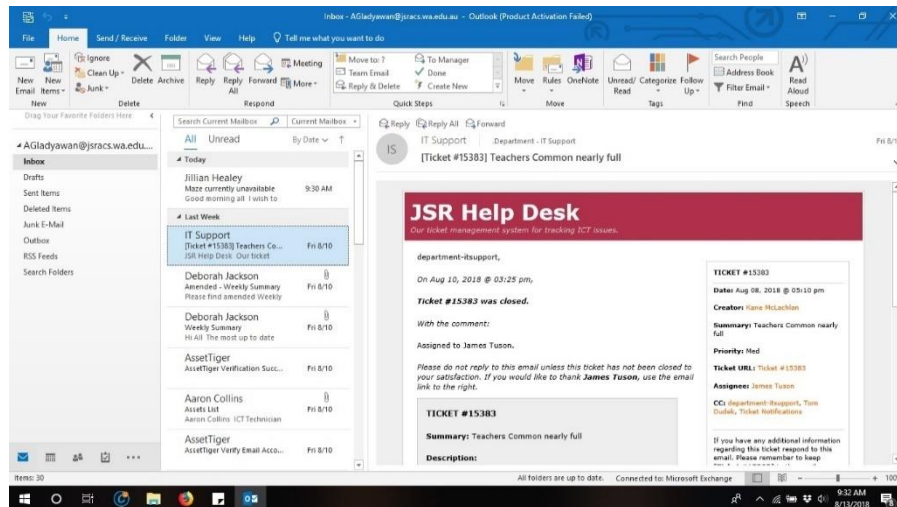 Inbox - AGladyawan@jsracs.wa.edu.au - Outlook (Product Activation Failed)
File Home Send / Receive Folder View Help Tell me what you want to do
New Email
New Items
Ignore
Clean Up
Junk
Delete
Archive
Reply
Reply All
Forward
Meeting
More
Move to: ?
Team Email
Reply & Delete
To Manager
Done
Create New
Move
Rules
OneNote
Unread/ Read
Categorize
Follow Up
Search People
Address Book
Filter Email
Read Aloud
New Delete Respond Quick Steps Move Tags Find Speech
Drag Your Favorite Folders Here
AGladyawan@jsracs.wa.edu....
Inbox
Drafts
Sent Items
Deleted Items
Junk E-Mail
Outbox
RSS Feeds
Search Folders
Search Current Mailbox Current Mailbox
All Unread By Date
Today
Jillian Healey
Maze currently unavailable 9:30 AM
Good morning all I wish to
Last Week
IT Support
[Ticket #15383] Teachers Co... Fri 8/10
JSR Help Desk Our ticket
Deborah Jackson
Amended - Weekly Summary Fri 8/10
Please find amended Weekly
Deborah Jackson
Weekly Summary Fri 8/10
Hi All The most up to date
AssetTiger
AssetTiger Verification Succ... Fri 8/10
Aaron Collins
Assets List Fri 8/10
Aaron Collins ICT Technician
AssetTiger
AssetTiger Verify Email Acco... Fri 8/10
Reply Reply All Forward
IS
IT Support .Department - IT Support Fri 8/1
[Ticket #15383] Teachers Common nearly full
JSR Help Desk
Our ticket management system for tracking ICT issues.
department-itsupport,
On Aug 10, 2018 @ 03:25 pm,
Ticket #15383 was closed.
With the comment:
Assigned to James Tuson.
Please do not reply to this email unless this ticket has not been closed to
your satisfaction. If you would like to thank James Tuson, use the email
link to the right.
TICKET #15383
Summary: Teachers Common nearly full
Description:
TICKET #15383
Date: Aug 08, 2018 @ 05:10 pm
Creator: Kane McLachlan
Summary: Teachers Common nearly
full
Priority: Med
Ticket URL: Ticket #15383
Assignee: James Tuson
CC: department-itsupport, Tom
Dudek, Ticket Notifications
If you have any additional information
regarding this ticket respond to this
email. Please remember to keep
Items: 30 All folders are up to date. Connected to: Microsoft Exchange 100
9:32 AM
8/13/2018